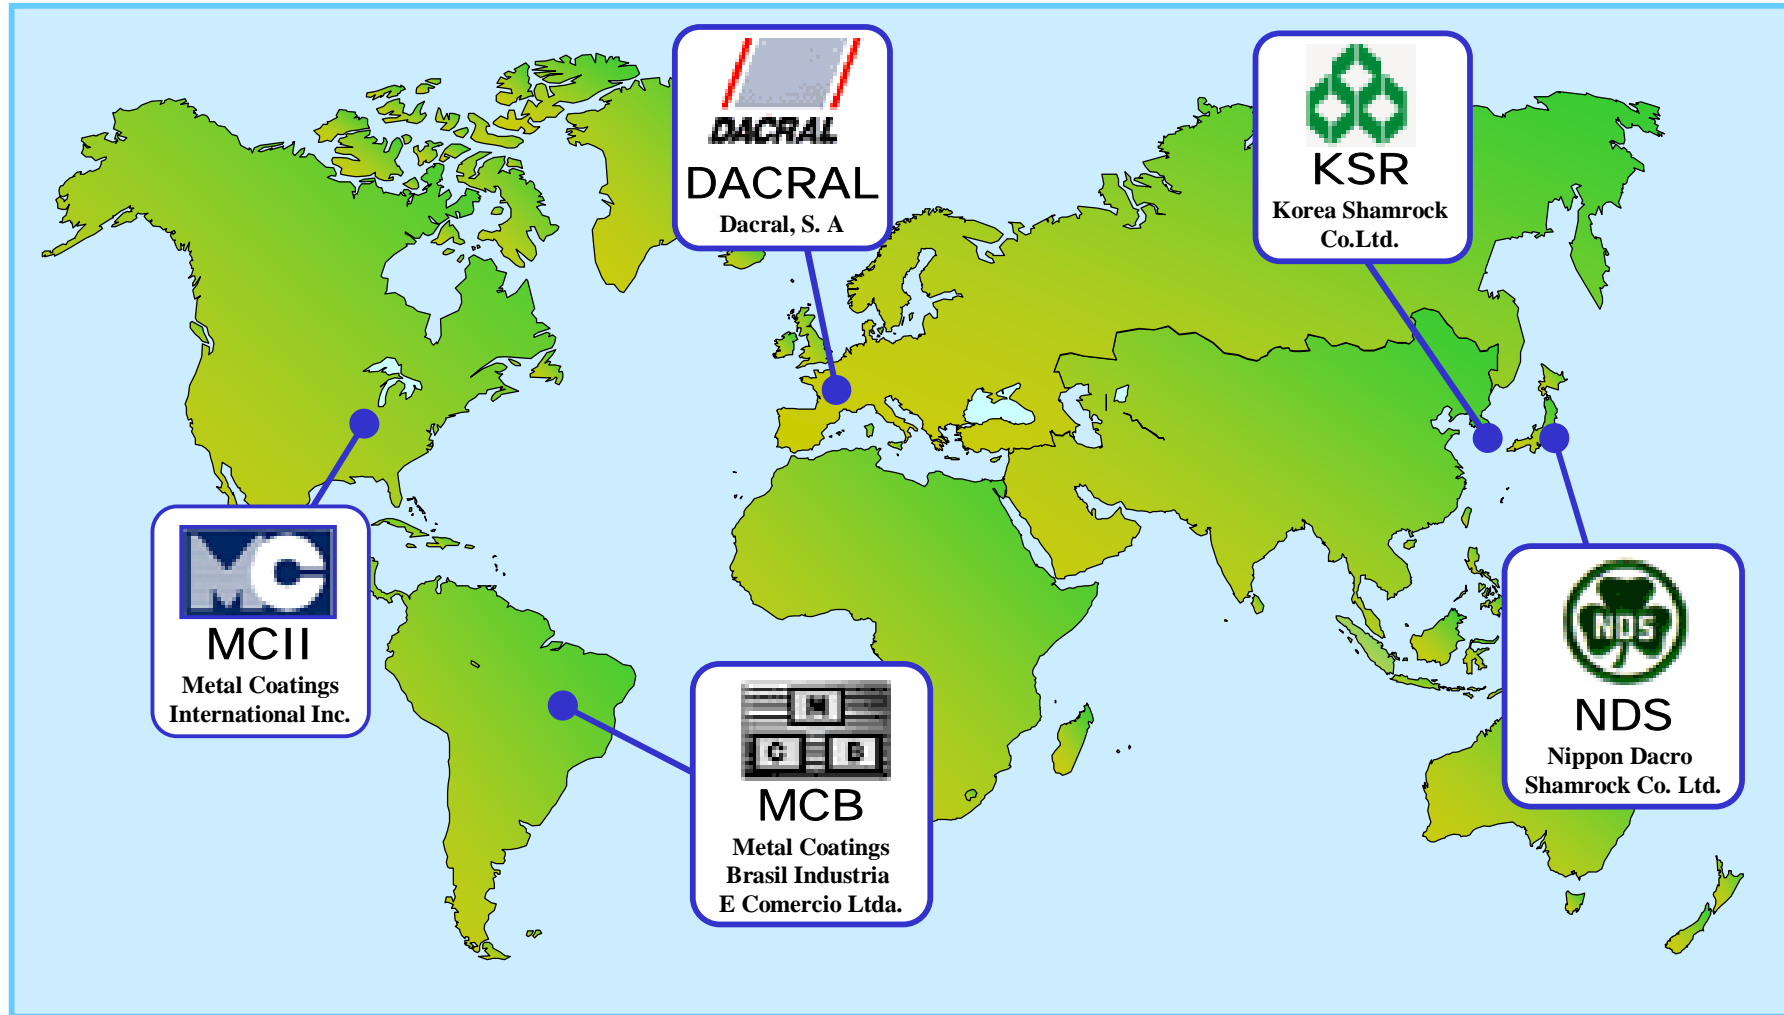 DACRAL
DACRAL
Dacral, S. A
KSR
Korea Shamrock
Co.Ltd.
MC
MCII
Metal Coatings
International Inc.
M
C B
MCB
Metal Coatings
Brasil Industria
E Comercio Ltda.
NDS
NDS
Nippon Dacro
Shamrock Co. Ltd.